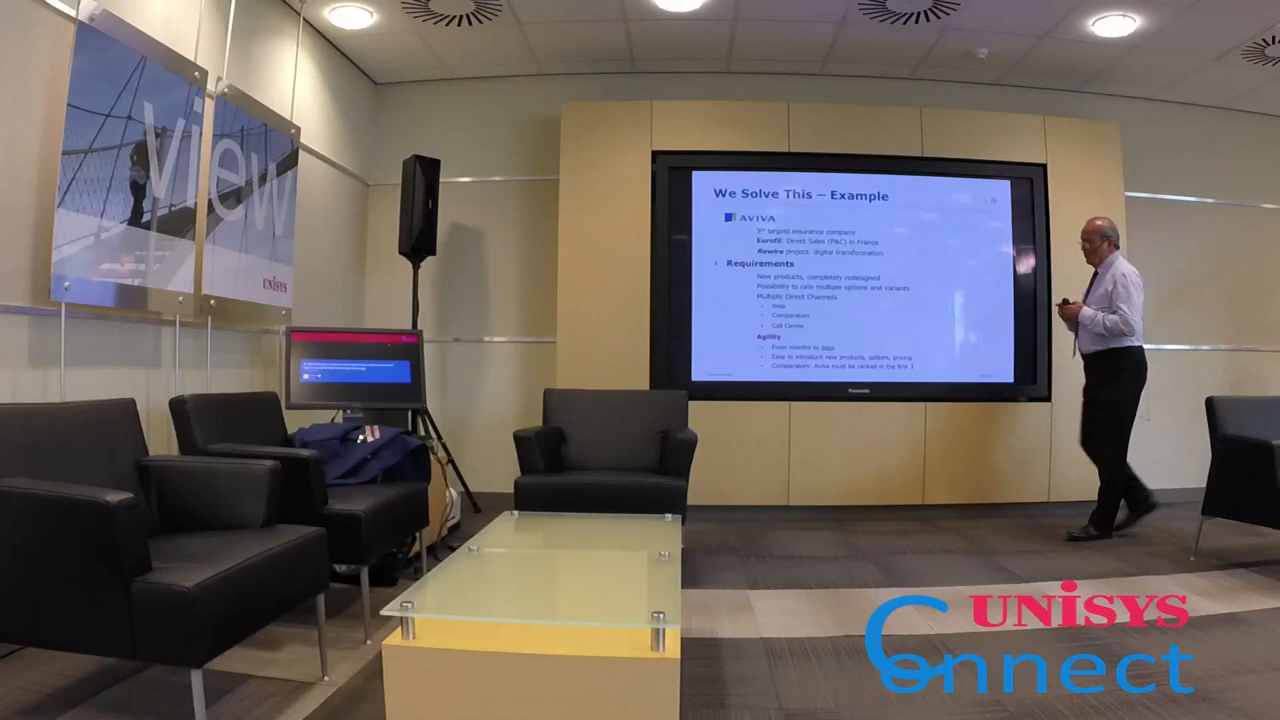 view
UNiSYS
We Solve This – Example
AVIVA
5th largest insurance company
Eurofil: Direct Sales (P&C) in France
Rewire project: digital transformation
Requirements
New products, completely redesigned
Possibility to rate multiple options and variants
Multiple Direct Channels
- Web
- Comparators
- Call Center
Agility
- From months to days
- Easy to introduce new products, options, pricing
- Comparators: Aviva must be ranked in the first 3
Panasonic
UNiSYS
Connect